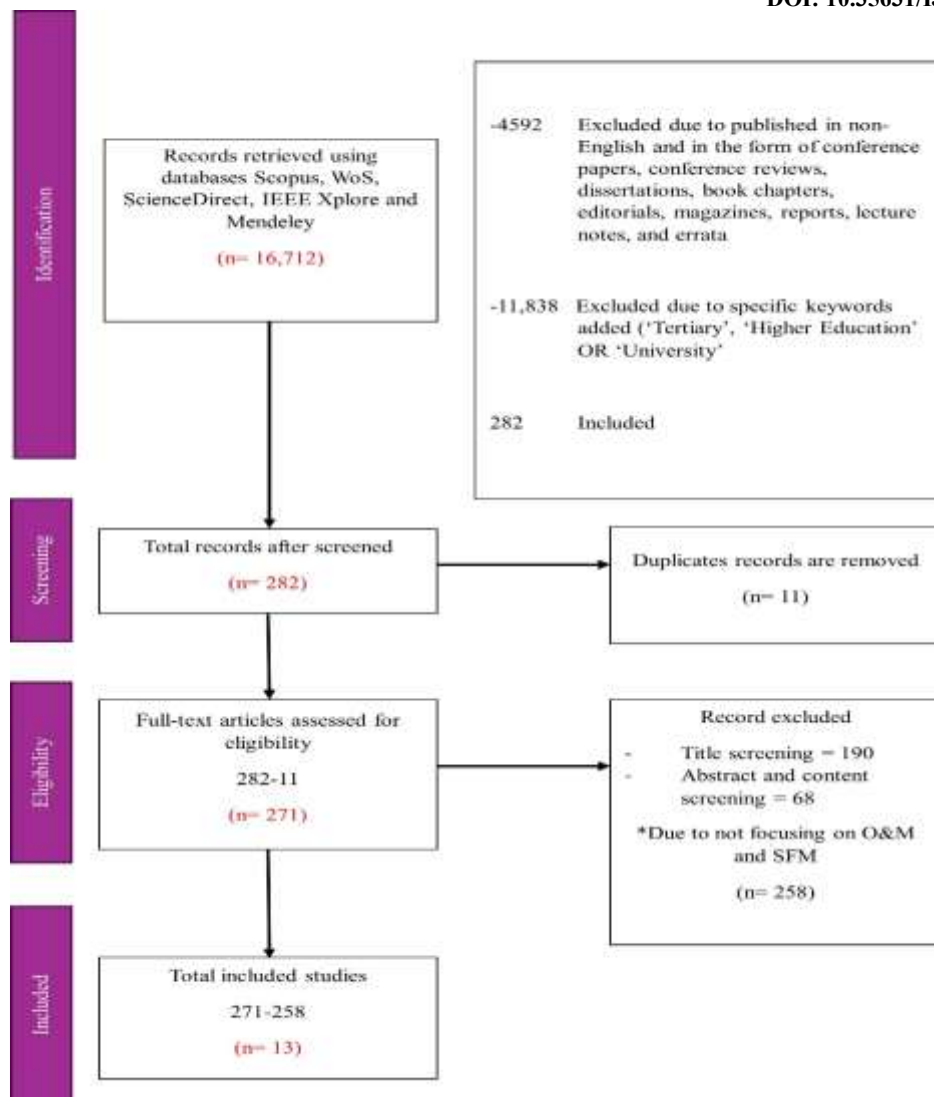 Identification
Records retrieved using
databases Scopus, WoS,
ScienceDirect, IEEE Xplore and
Mendeley
(n= 16,712)
-4592 Excluded due to published in non-
English and in the form of conference
papers, conference reviews,
dissertations, book chapters,
editorials, magazines, reports, lecture
notes, and errata
-11,838 Excluded due to specific keywords
added (‘Tertiary’, ‘Higher Education’
OR ‘University’
282 Included
Screening
Total records after screened
(n= 282)
Duplicates records are removed
(n= 11)
Eligibility
Full-text articles assessed for
eligibility
282-11
(n= 271)
Record excluded
- Title screening = 190
- Abstract and content
screening = 68
*Due to not focusing on O&M
and SFM
(n= 258)
Included
Total included studies
271-258
(n= 13)